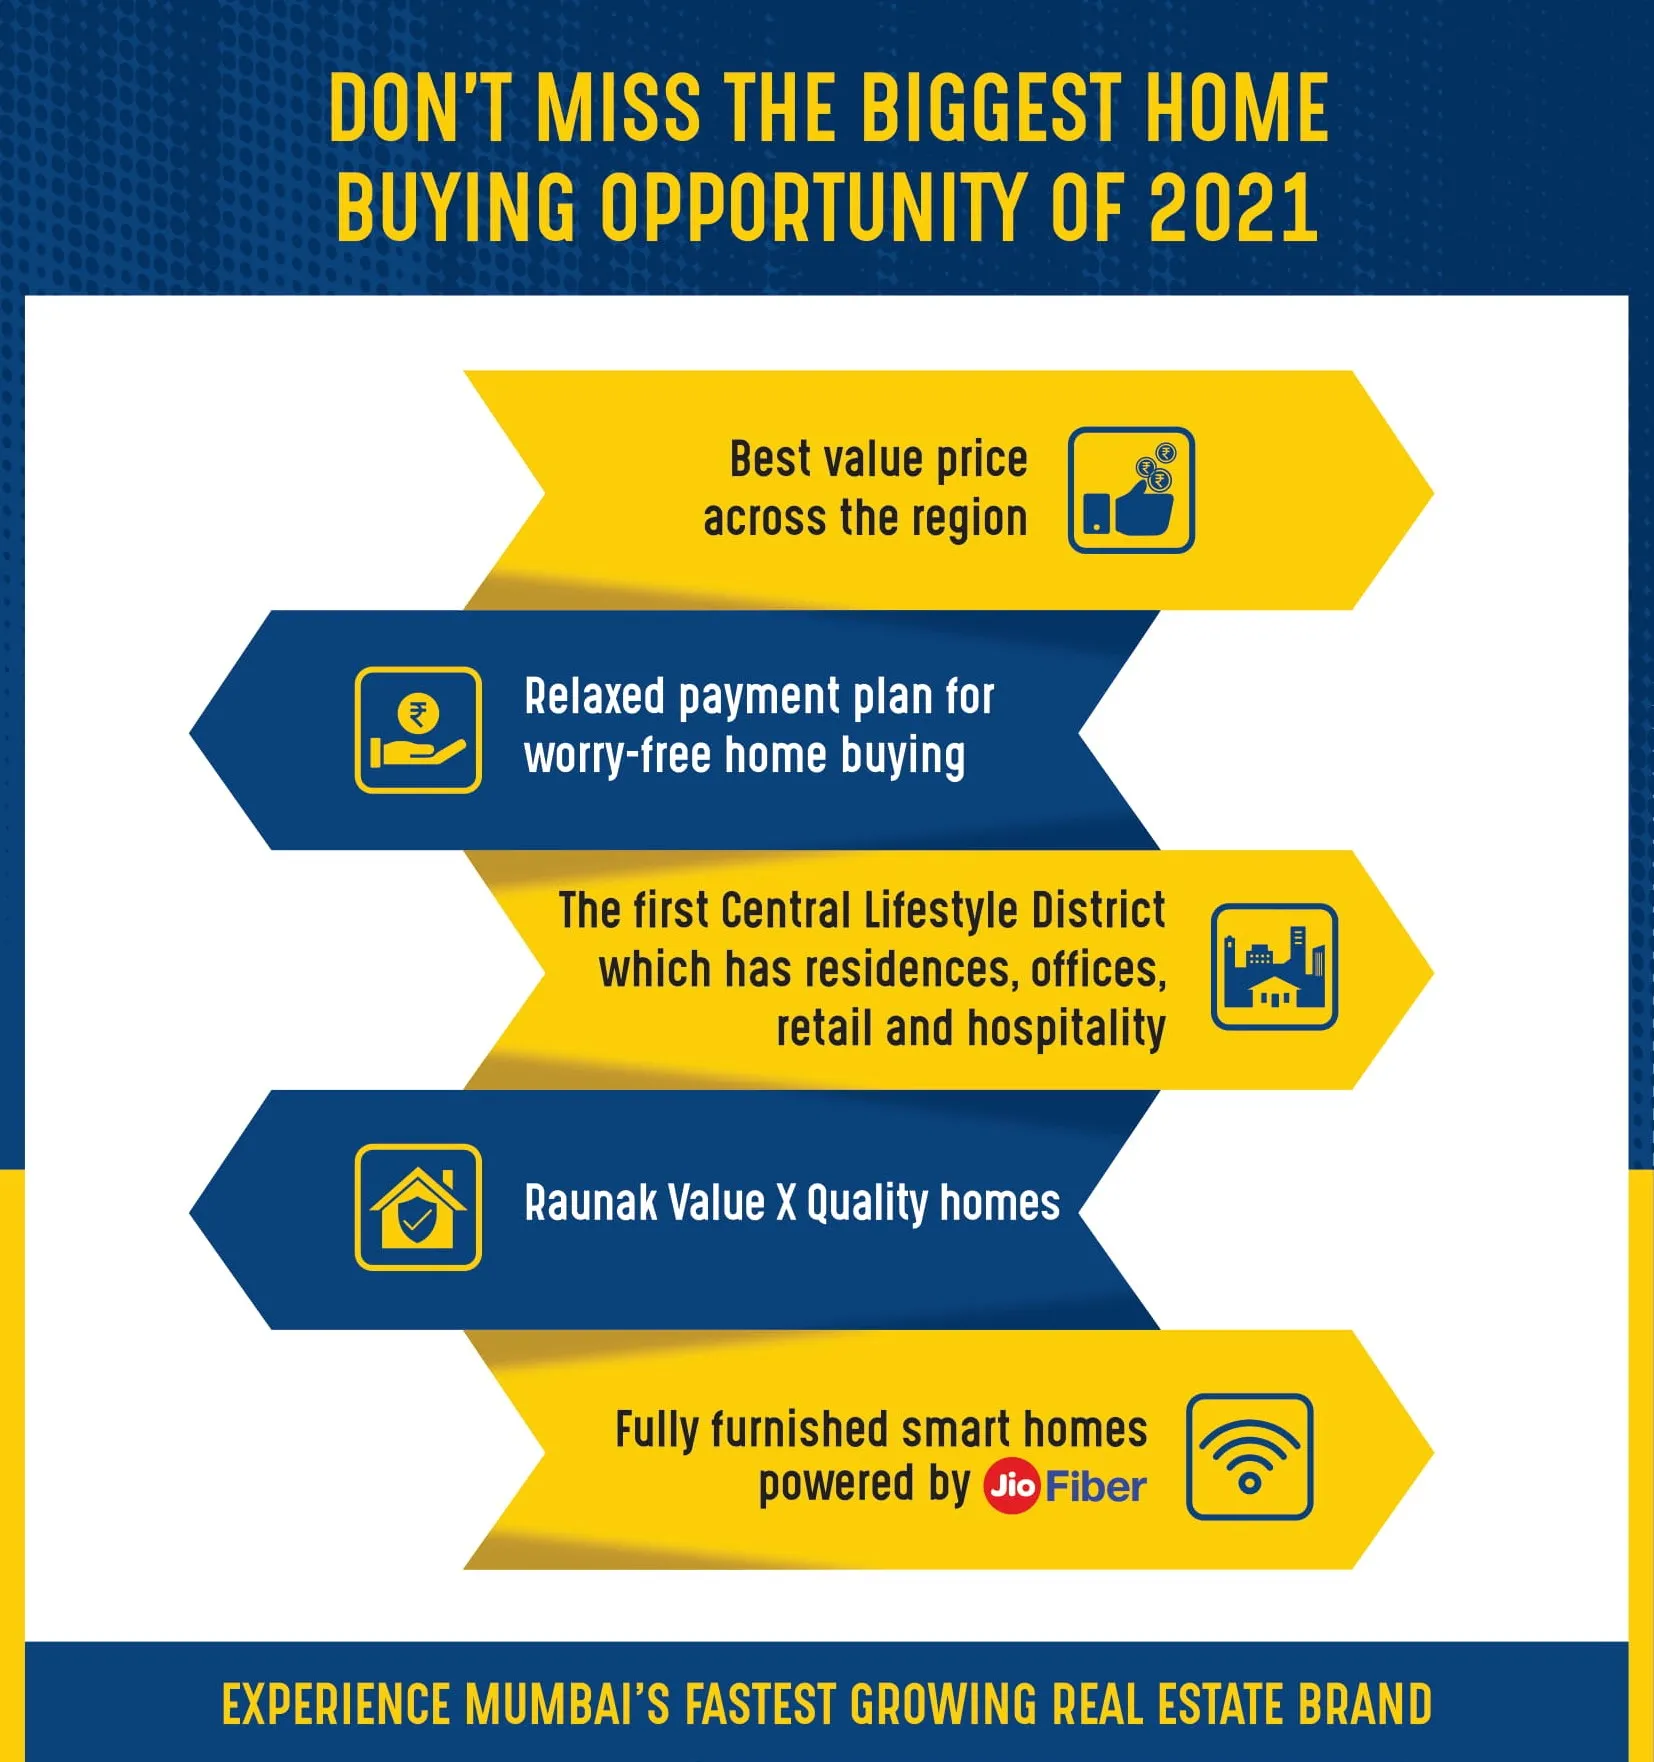 DON'T MISS THE BIGGEST HOME
BUYING OPPORTUNITY OF 2021
Best value price
across the region
Relaxed payment plan for
worry-free home buying
The first Central Lifestyle District
which has residences, offices,
retail and hospitality
Raunak Value X Quality homes
Fully furnished smart homes
powered by Jio Fiber
EXPERIENCE MUMBAI'S FASTEST GROWING REAL ESTATE BRAND